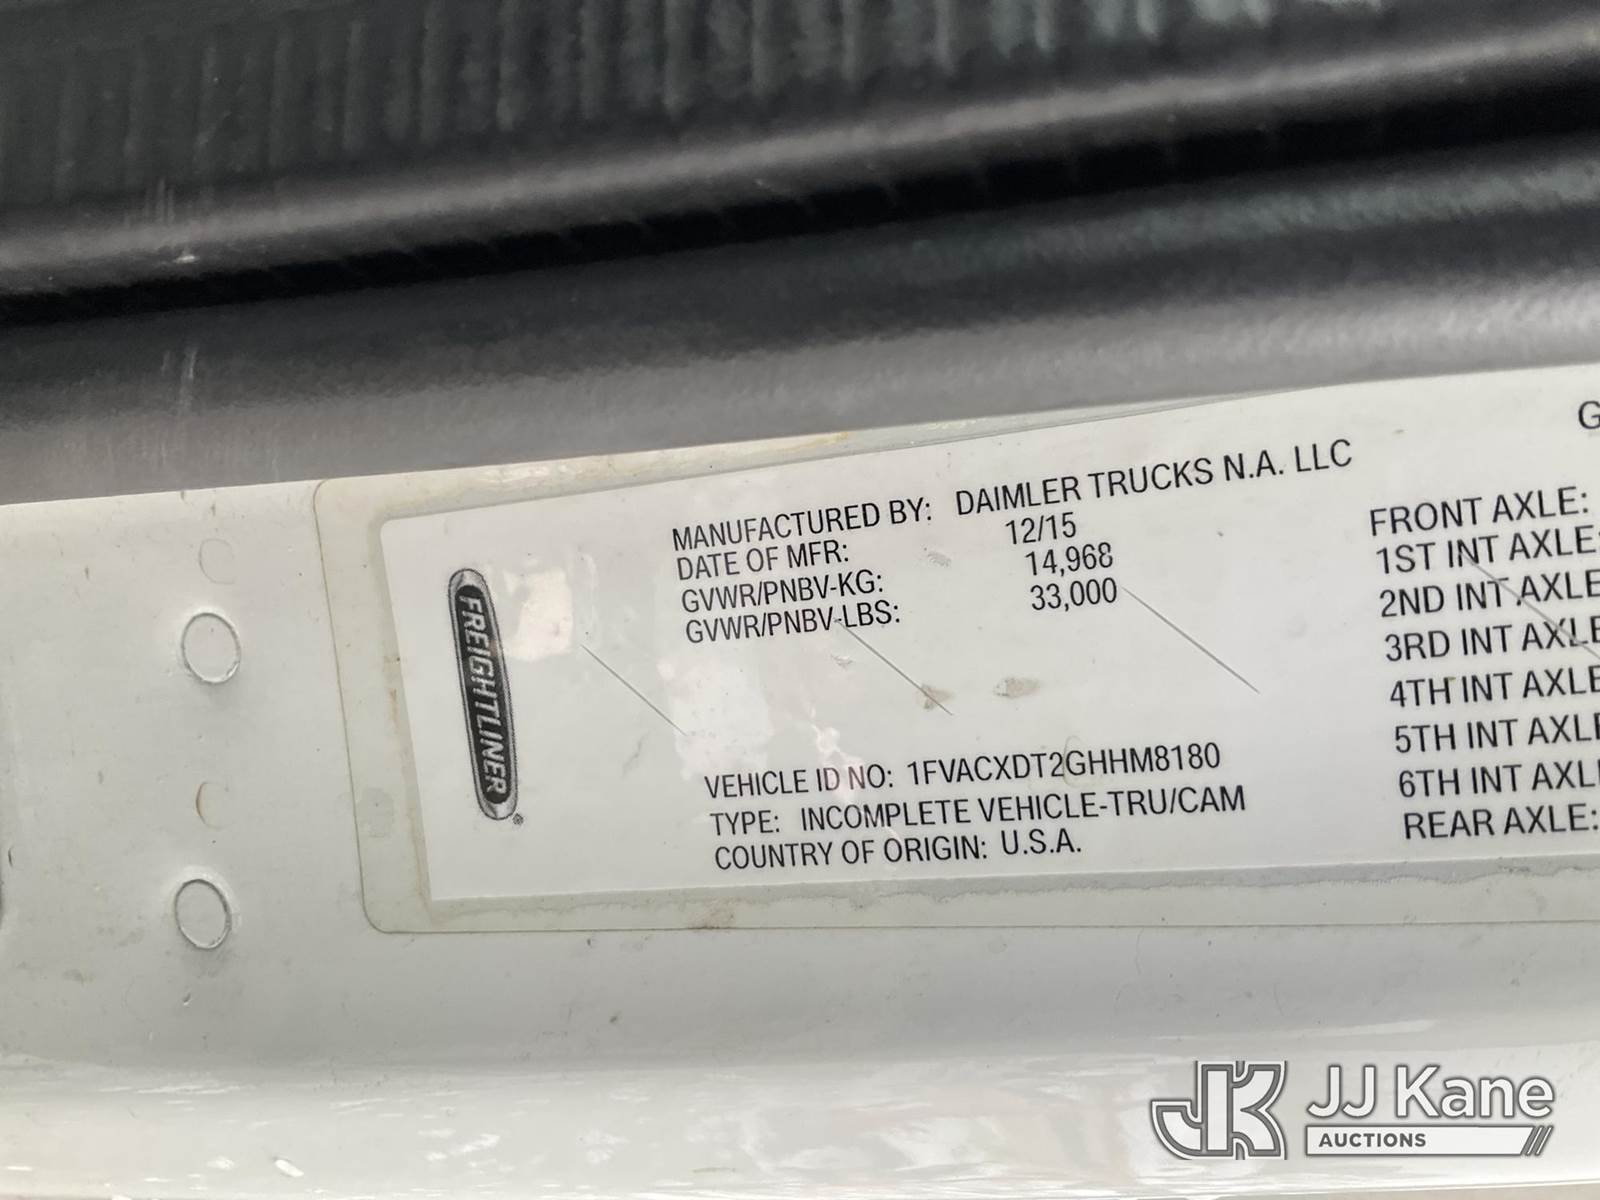 G
MANUFACTURED BY: DAIMLER TRUCKS N.A. LLC
DATE OF MFR: 12/15
GVWR/PNBV-KG: 14,968
GVWR/PNBV-LBS: 33,000
FREIGHTLINER®
VEHICLE ID NO: 1FVACXDT2GHHM8180
TYPE: INCOMPLETE VEHICLE-TRU/CAM
COUNTRY OF ORIGIN: U.S.A.
FRONT AXLE:
1ST INT AXLE:
2ND INT AXLE
3RD INT AXLE
4TH INT AXLE
5TH INT AXLE
6TH INT AXLE
REAR AXLE:
JK JJ Kane
AUCTIONS